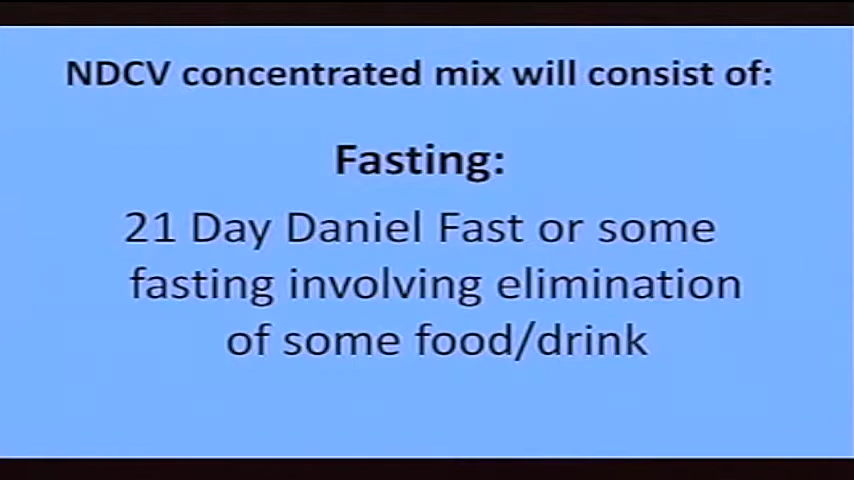 NDCV concentrated mix will consist of:
Fasting:
21 Day Daniel Fast or some
fasting involving elimination
of some food/drink